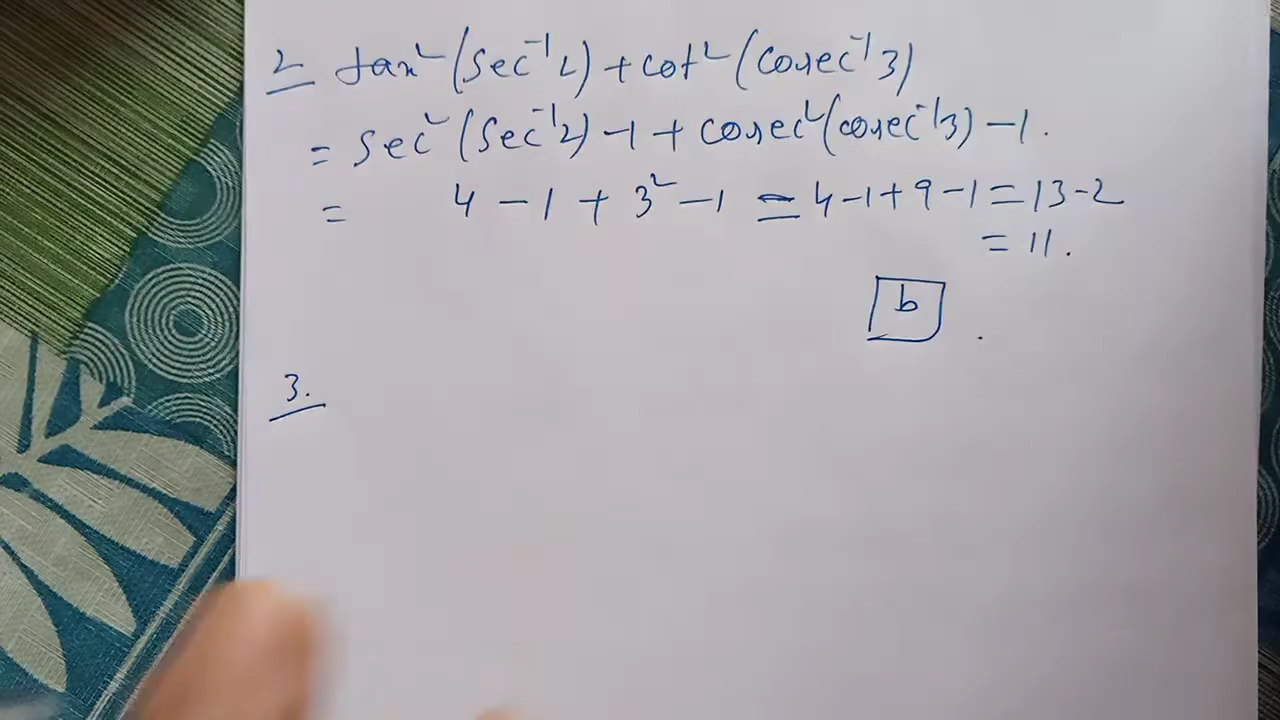 2 tan²(sec⁻¹2) + cot²(cosec⁻¹3)
= sec²(sec⁻¹2) - 1 + cosec²(cosec⁻¹3) - 1.
= 4 - 1 + 3² - 1 = 4 - 1 + 9 - 1 = 13 - 2
= 11.
b .
3.